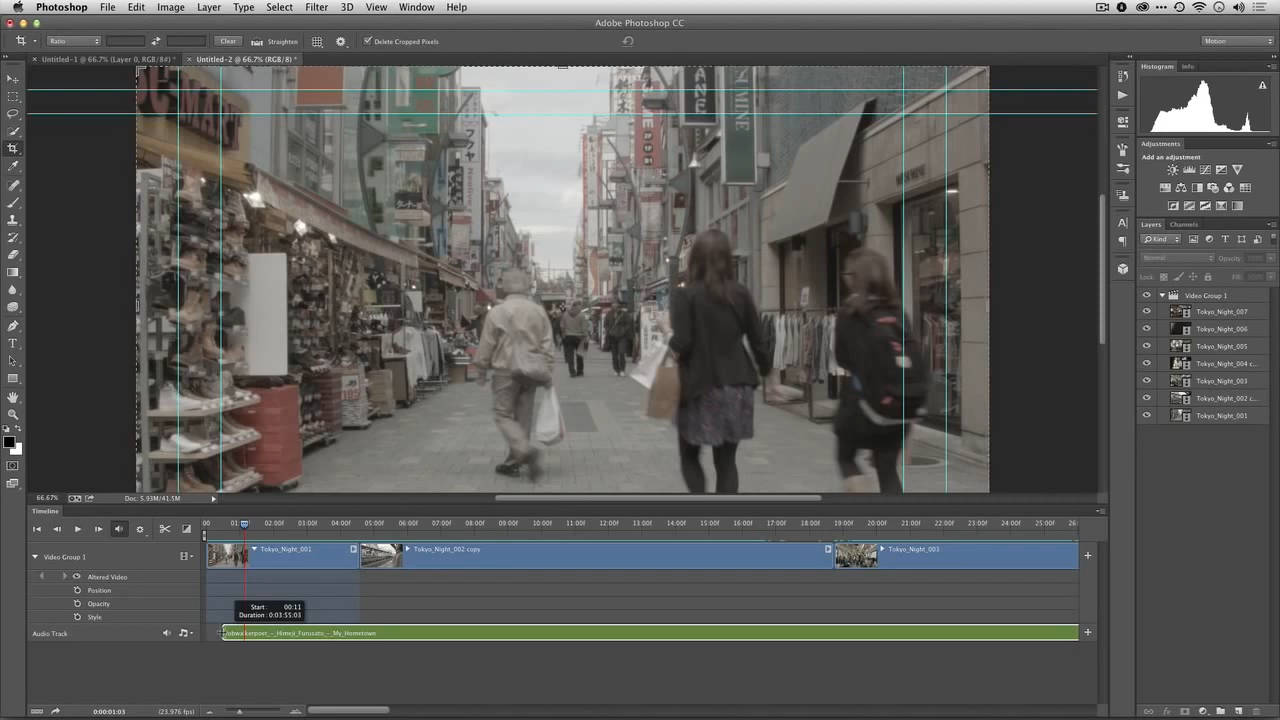 Photoshop File Edit Image Layer Type Select Filter 3D View Window Help
Adobe Photoshop CC
Ratio Clear Straighten Delete Cropped Pixels Motion
Untitled-1 @ 66.7% (Layer 0, RGB/8) * Untitled-2 @ 66.7% (RGB/8) *
Histogram Info
Adjustments
Add an adjustment
Layers Channels
Kind
Normal Opacity:
Lock: Fill:
Video Group 1
Tokyo_Night_007
Tokyo_Night_006
Tokyo_Night_005
Tokyo_Night_004 c...
Tokyo_Night_003
Tokyo_Night_002 c...
Tokyo_Night_001
MART
MINE
66.67% Doc: 5.93M/41.5M
Timeline
00 01: 02:00f 03:00f 04:00f 05:00f 06:00f 07:00f 08:00f 09:00f 10:00f 11:00f 12:00f 13:00f 14:00f 15:00f 16:00f 17:00f 18:00f 19:00f 20:00f 21:00f 22:00f 23:00f 24:00f 25:00f 26:
Video Group 1 Tokyo_Night_001 Tokyo_Night_002 copy Tokyo_Night_003
Altered Video
Position
Opacity
Style
Start: 00:11
Duration: 0:03:55:03
Audio Track ubwalkerpoet_-_Himeji_Furusato_-_My_Hometown
0:00:01:03 (23.976 fps)